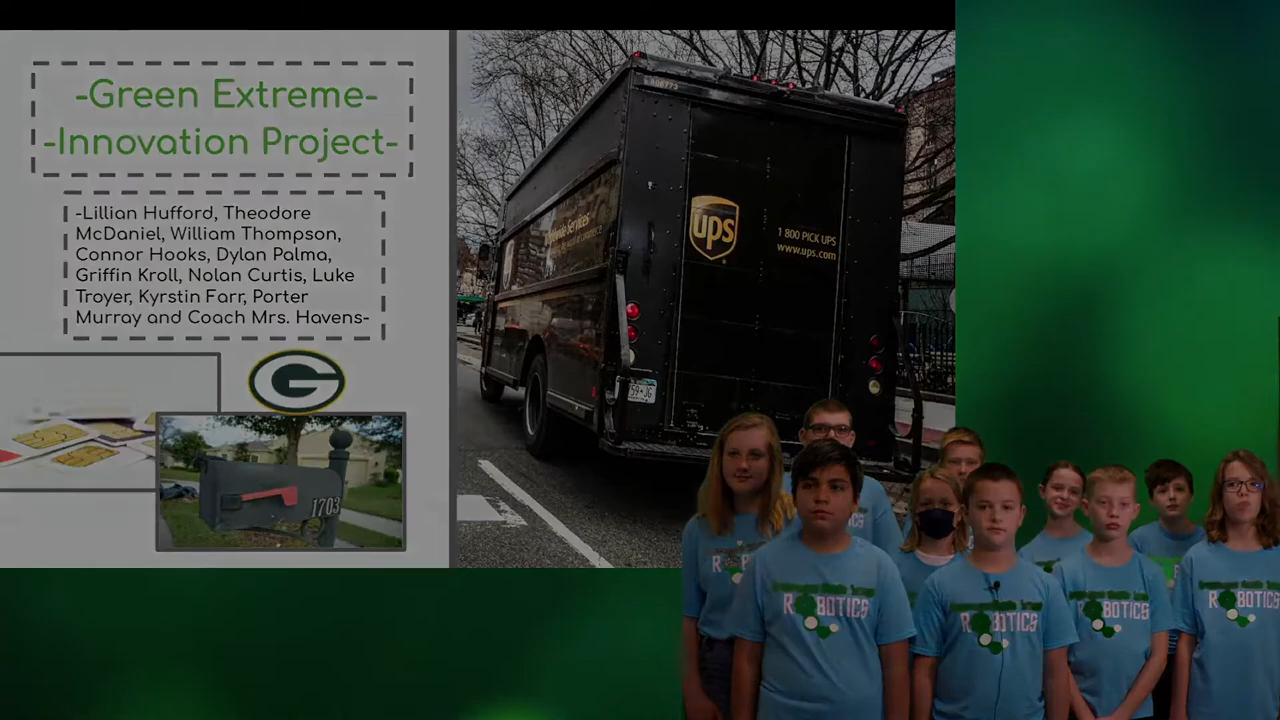 -Green Extreme-
-Innovation Project-
-Lillian Hufford, Theodore
McDaniel, William Thompson,
Connor Hooks, Dylan Palma,
Griffin Kroll, Nolan Curtis, Luke
Troyer, Kyrstin Farr, Porter
Murray and Coach Mrs. Havens-
G
1703
ups
1 800 PICK UPS
www.ups.com
ROBOTICS
ROBOTICS
ROBOTICS
ROBOTICS